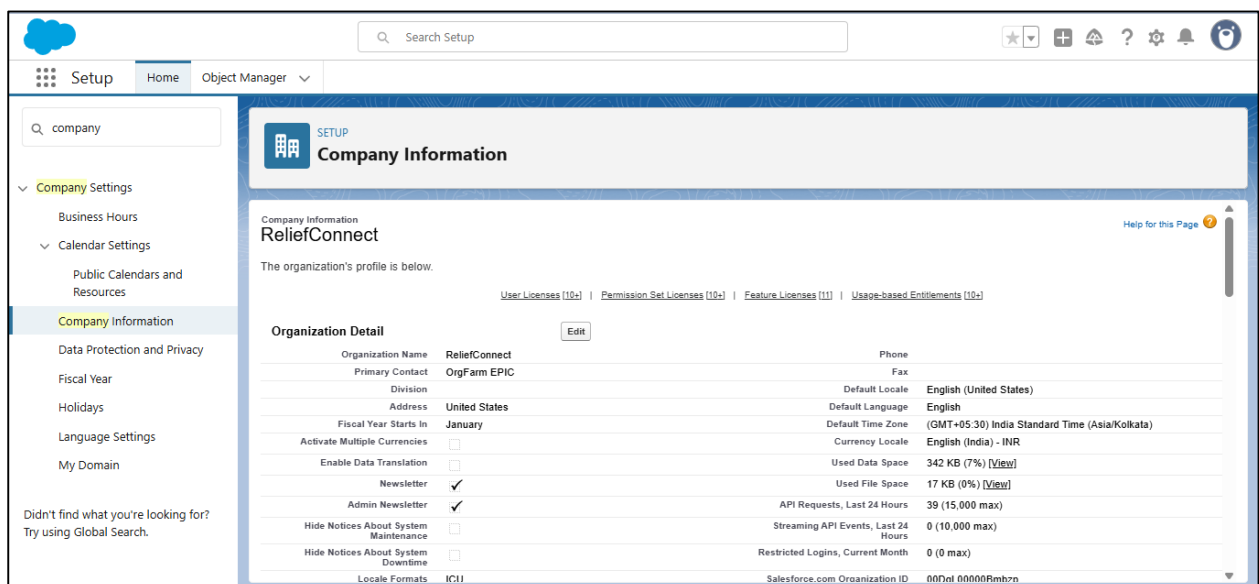 Search Setup
Setup
Home
Object Manager
company
Company Settings
Business Hours
Calendar Settings
Public Calendars and
Resources
Company Information
Data Protection and Privacy
Fiscal Year
Holidays
Language Settings
My Domain
Didn't find what you're looking for?
Try using Global Search.
SETUP
Company Information
Company Information
ReliefConnect
Help for this Page
The organization's profile is below.
User Licenses [10+] | Permission Set Licenses [10+] | Feature Licenses [11] | Usage-based Entitlements [10+]
Organization Detail Edit
Organization Name ReliefConnect Phone
Primary Contact OrgFarm EPIC Fax
Division Default Locale English (United States)
Address United States Default Language English
Fiscal Year Starts In January Default Time Zone (GMT+05:30) India Standard Time (Asia/Kolkata)
Activate Multiple Currencies Currency Locale English (India) - INR
Enable Data Translation Used Data Space 342 KB (7%) [View]
Newsletter Used File Space 17 KB (0%) [View]
Admin Newsletter API Requests, Last 24 Hours 39 (15,000 max)
Hide Notices About System
Maintenance
Streaming API Events, Last 24
Hours
0 (10,000 max)
Hide Notices About System
Downtime
Restricted Logins, Current Month 0 (0 max)
Locale Formats ICU Salesforce.com Organization ID